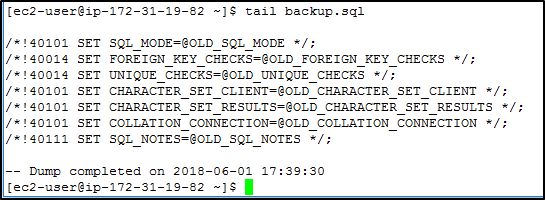 [ec2-user@ip-172-31-19-82 ~]$ tail backup.sql
/*!40101 SET SQL_MODE=@OLD_SQL_MODE */;
/*!40014 SET FOREIGN_KEY_CHECKS=@OLD_FOREIGN_KEY_CHECKS */;
/*!40014 SET UNIQUE_CHECKS=@OLD_UNIQUE_CHECKS */;
/*!40101 SET CHARACTER_SET_CLIENT=@OLD_CHARACTER_SET_CLIENT */;
/*!40101 SET CHARACTER_SET_RESULTS=@OLD_CHARACTER_SET_RESULTS */;
/*!40101 SET COLLATION_CONNECTION=@OLD_COLLATION_CONNECTION */;
/*!40111 SET SQL_NOTES=@OLD_SQL_NOTES */;
-- Dump completed on 2018-06-01 17:39:30
[ec2-user@ip-172-31-19-82 ~]$